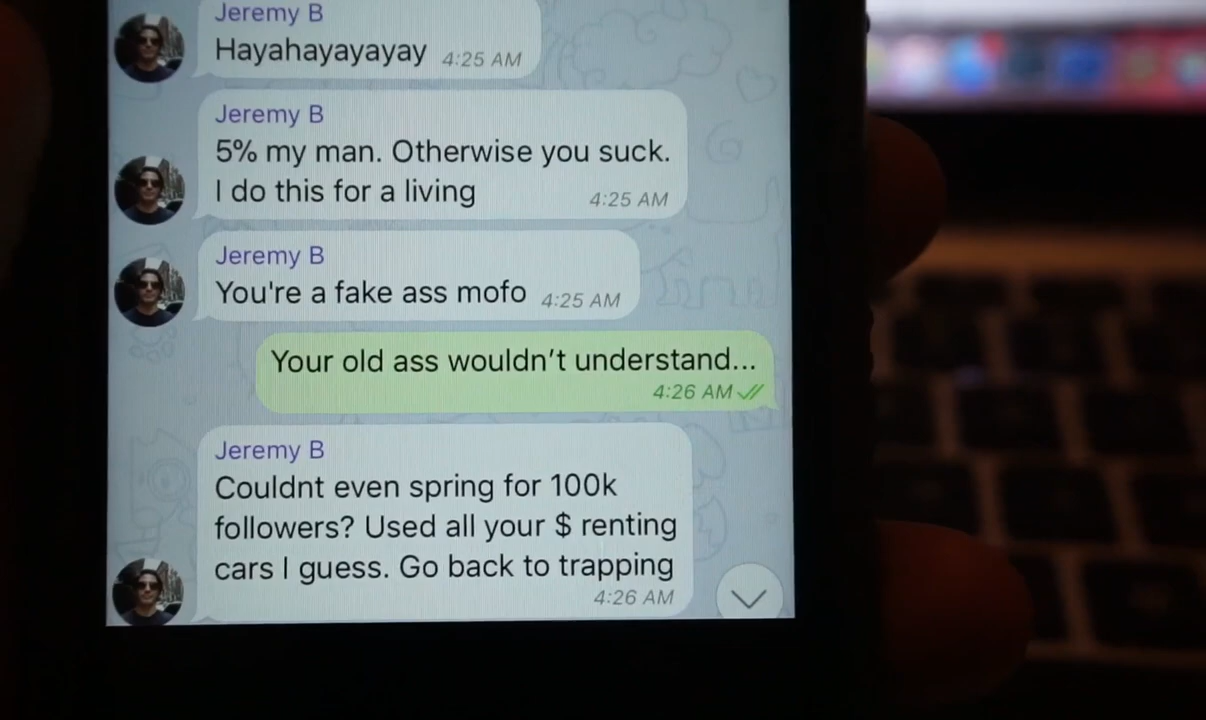 Jeremy B
Hayahayayayay 4:25 AM
Jeremy B
5% my man. Otherwise you suck.
I do this for a living 4:25 AM
Jeremy B
You're a fake ass mofo 4:25 AM
Your old ass wouldn't understand...
4:26 AM
Jeremy B
Couldnt even spring for 100k
followers? Used all your $ renting
cars I guess. Go back to trapping
4:26 AM